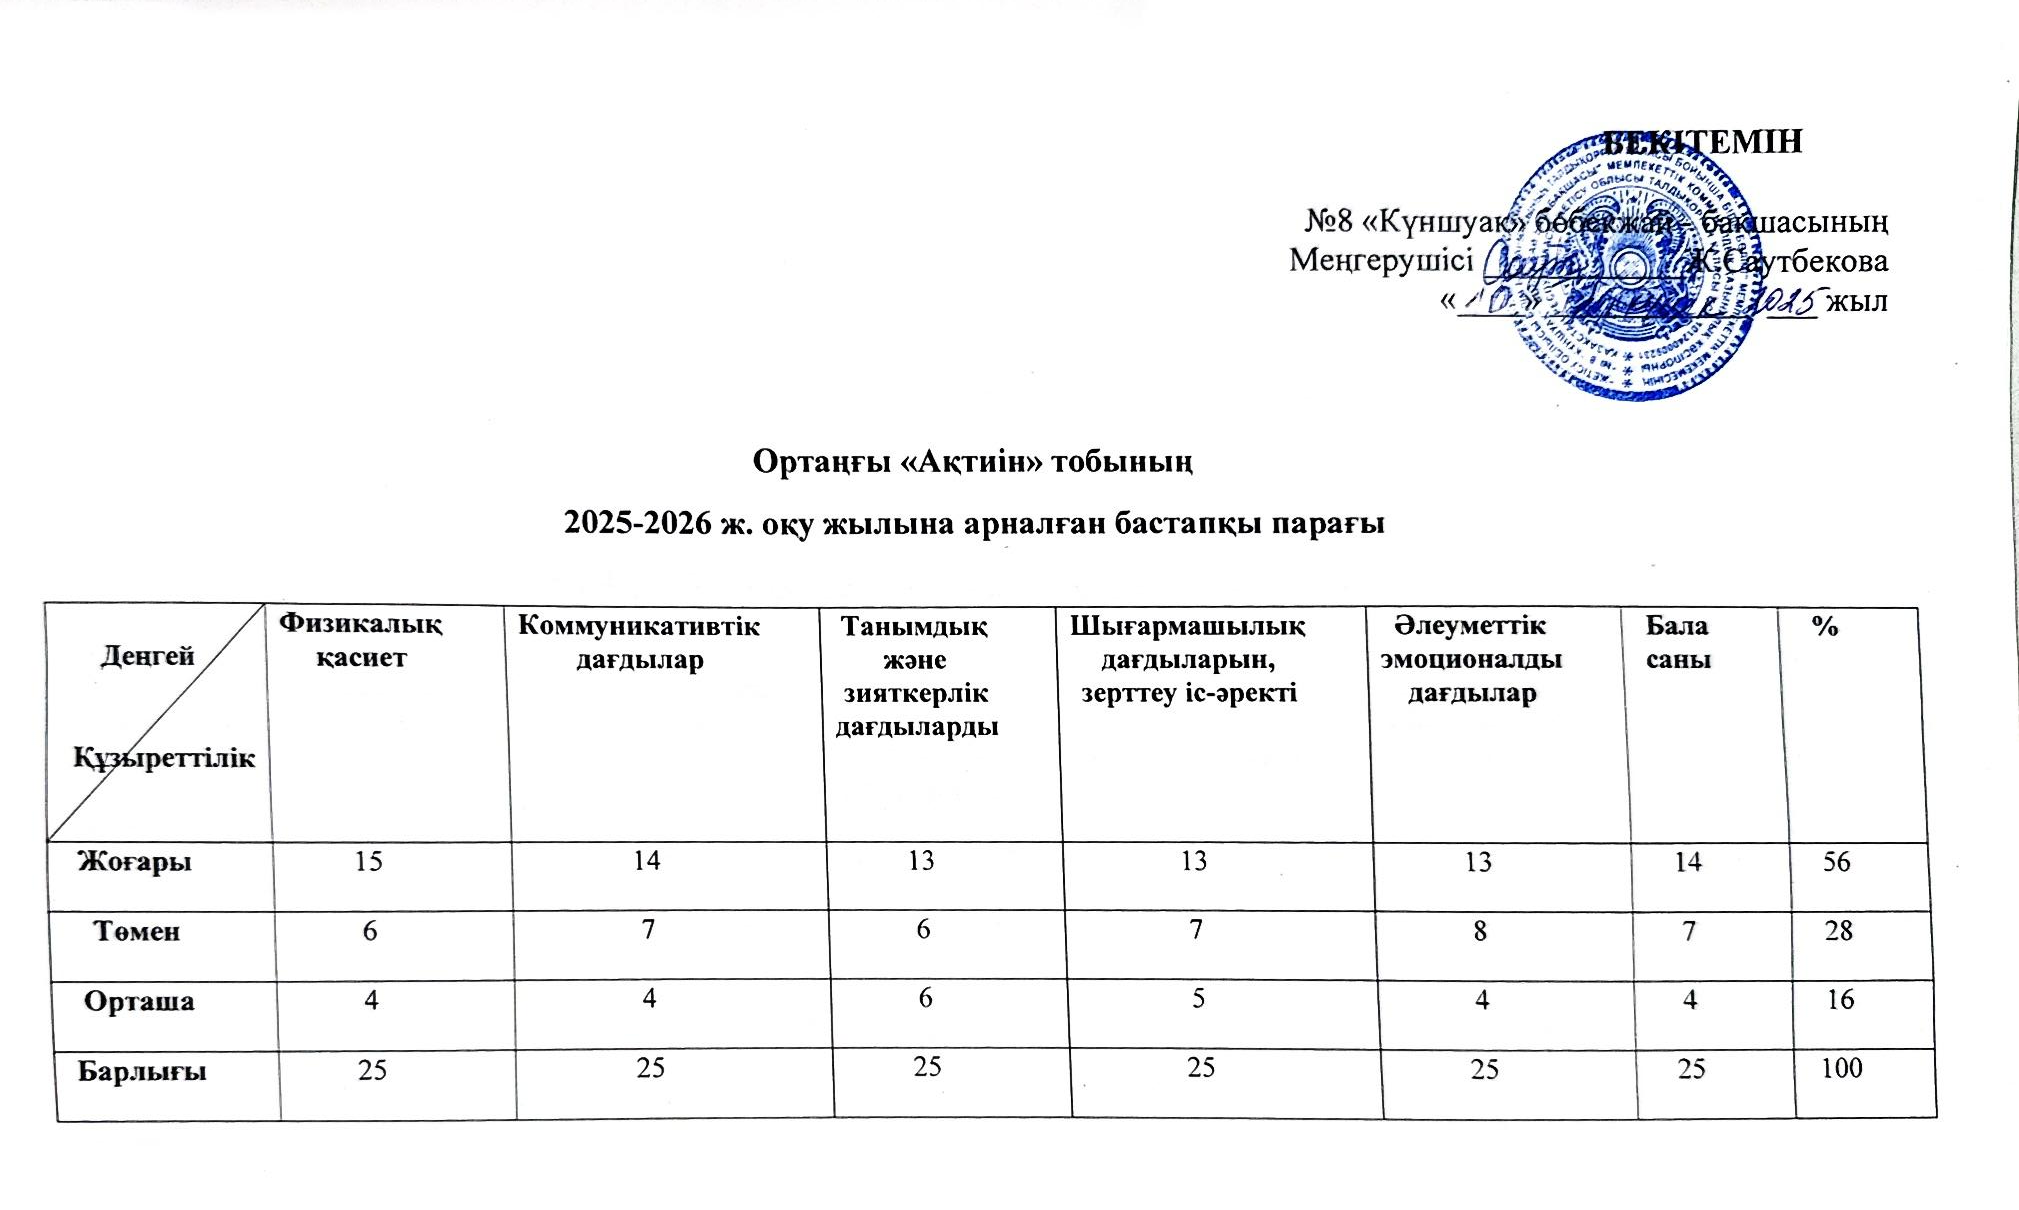 БЕКІТЕМІН
№8 «Күншуақ» бөбекжай - бақшасының
Меңгерушісі Ж.Саутбекова
«10» 2025 жыл
Ортаңғы «Ақтиін» тобының
2025-2026 ж. оқу жылына арналған бастапқы парағы
Деңгей
Құзыреттілік
Физикалық
қасиет
Коммуникативтік
дағдылар
Танымдық
және
зияткерлік
дағдыларды
Шығармашылық
дағдыларын,
зерттеу іс-әректі
Әлеуметтік
эмоционалды
дағдылар
Бала
саны
%
Жоғары 15 14 13 13 13 14 56
Төмен 6 7 6 7 8 7 28
Орташа 4 4 6 5 4 4 16
Барлығы 25 25 25 25 25 25 100